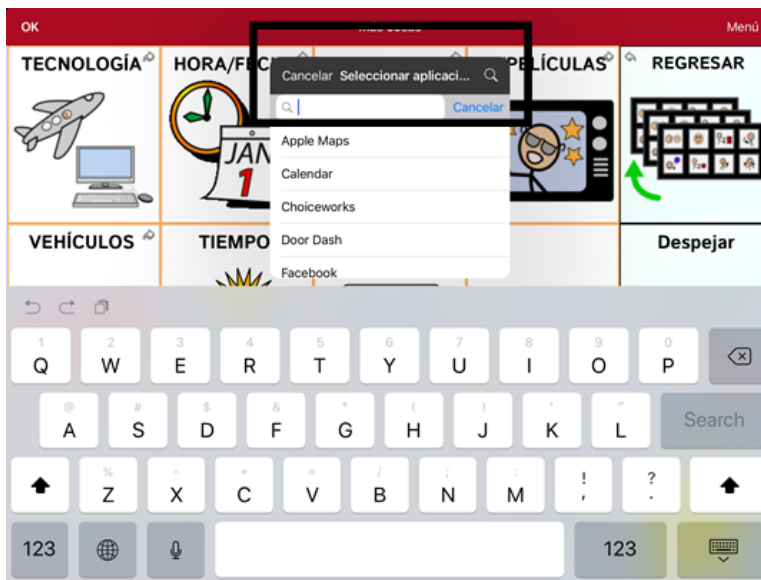 OK
Menú
TECNOLOGÍA
HORA/FEC
PELÍCULAS
REGRESAR
Cancelar Seleccionar aplicaci...
Cancelar
JAN
1
Apple Maps
Calendar
Choiceworks
Door Dash
Facebook
VEHÍCULOS
TIEMPO
Despejar
1 2 3 4 5 6 7 8 9 0
Q W E R T Y U I O P
@ # $ & * ( ) ' "
A S D F G H J K L Search
% - + = / ; : ! ?
Z X C V B N M , .
123 123